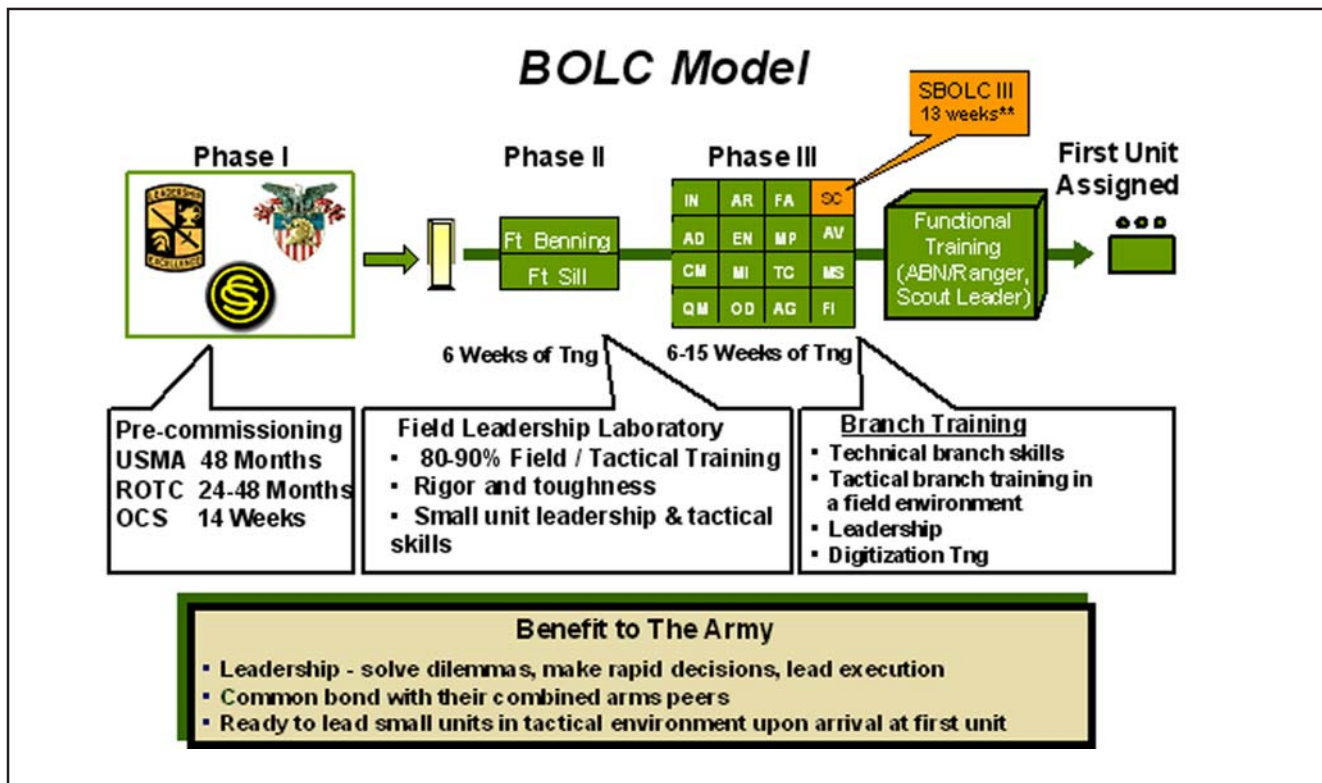 BOLC Model
SBOLC III
13 weeks**
Phase I
Phase II
Phase III
First Unit
Assigned
LEADERSHIP
EXCELLENCE
OCS
Ft Benning
Ft Sill
IN AR FA SC
AD EN MP AV
CM MI TC MS
QM OD AG FI
Functional
Training
(ABN/Ranger,
Scout Leader)
6 Weeks of Tng
6-15 Weeks of Tng
Pre-commissioning
USMA 48 Months
ROTC 24-48 Months
OCS 14 Weeks
Field Leadership Laboratory
▪ 80-90% Field / Tactical Training
▪ Rigor and toughness
▪ Small unit leadership & tactical
skills
Branch Training
▪ Technical branch skills
▪ Tactical branch training in
a field environment
▪ Leadership
▪ Digitization Tng
Benefit to The Army
▪ Leadership - solve dilemmas, make rapid decisions, lead execution
▪ Common bond with their combined arms peers
▪ Ready to lead small units in tactical environment upon arrival at first unit